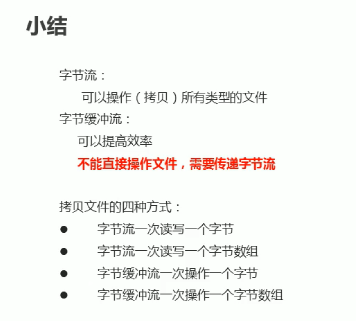 小结
字节流：
可以操作（拷贝）所有类型的文件
字节缓冲流：
可以提高效率
不能直接操作文件，需要传递字节流
拷贝文件的四种方式：
● 字节流一次读写一个字节
● 字节流一次读写一个字节数组
● 字节缓冲流一次操作一个字节
● 字节缓冲流一次操作一个字节数组